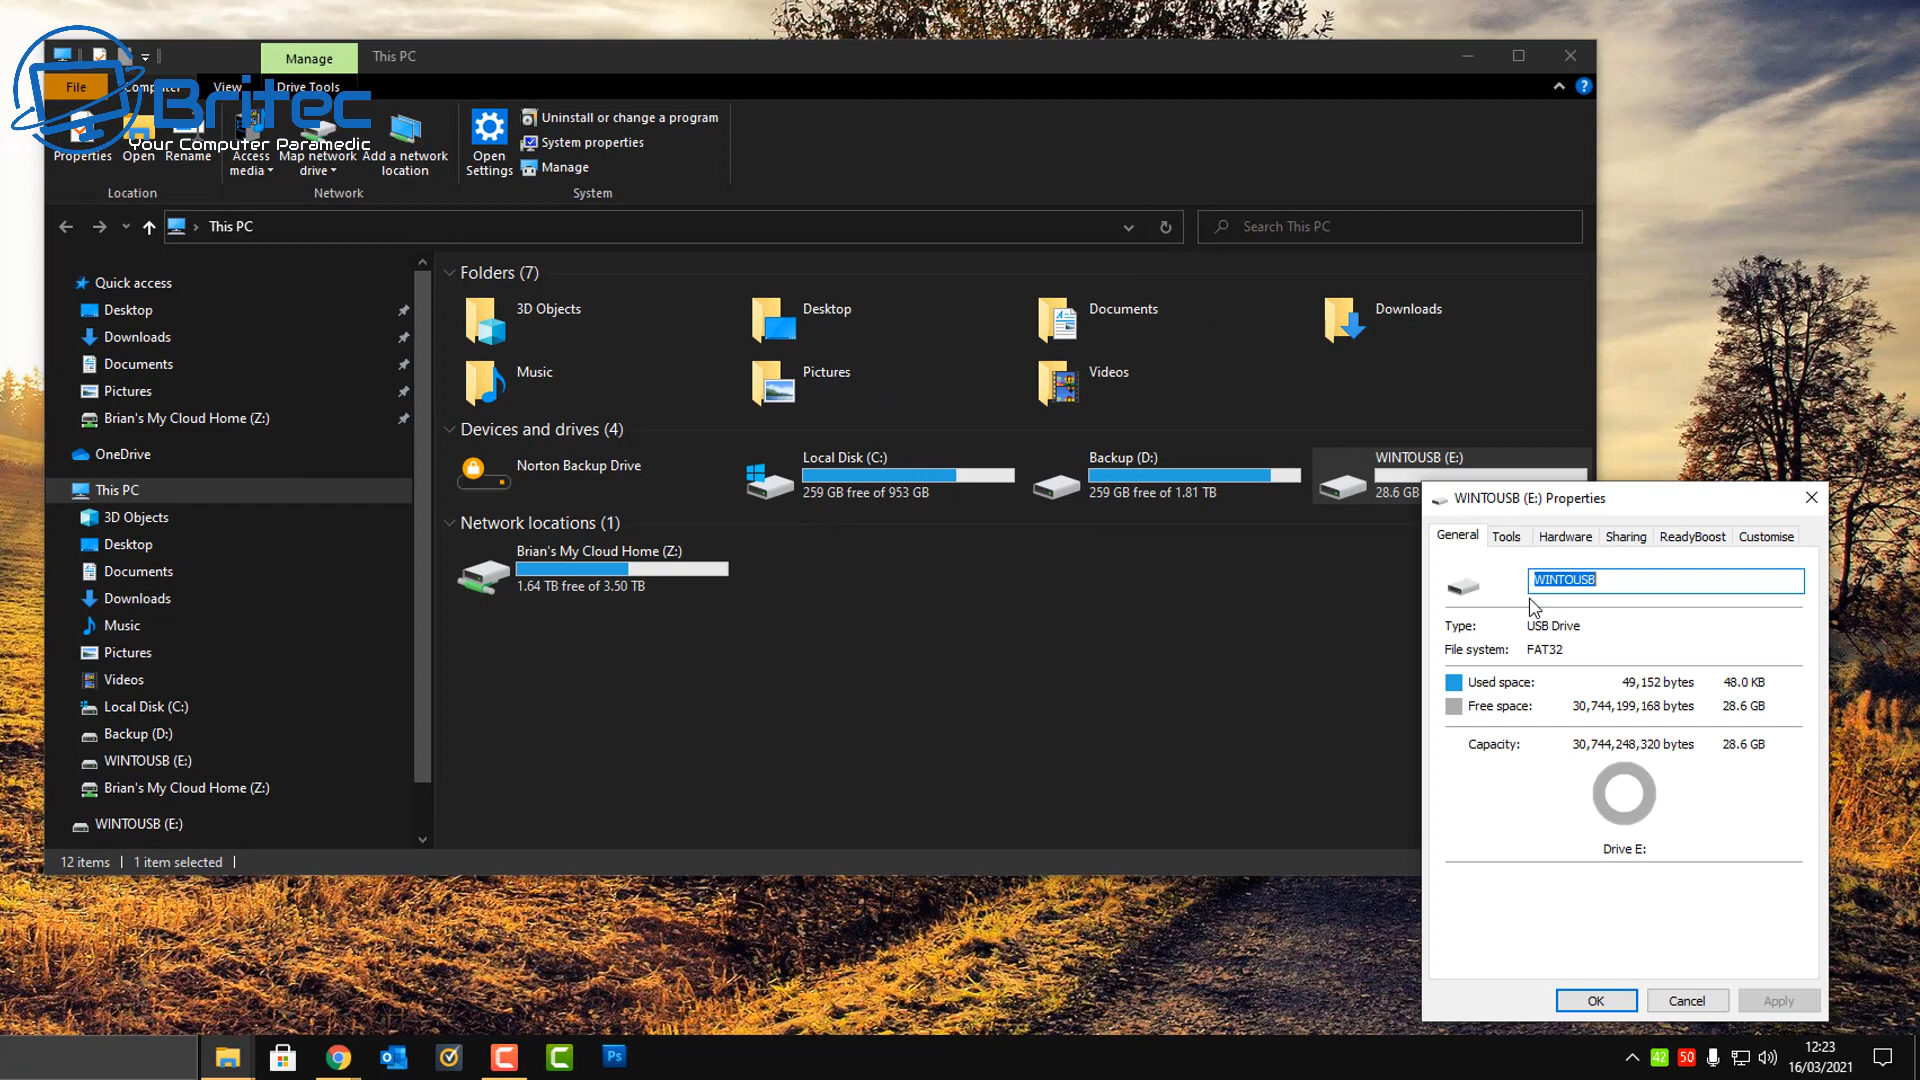 Manage
This PC
File
Computer
View
Drive Tools
Britec
Your Computer Paramedic
Properties
Open
Rename
Access media
Map network drive
Add a network location
Open Settings
Uninstall or change a program
System properties
Manage
Location
Network
System
This PC
Search This PC
Quick access
Desktop
Downloads
Documents
Pictures
Brian's My Cloud Home (Z:)
OneDrive
This PC
3D Objects
Desktop
Documents
Downloads
Music
Pictures
Videos
Local Disk (C:)
Backup (D:)
WINTOUSB (E:)
Brian's My Cloud Home (Z:)
WINTOUSB (E:)
Folders (7)
3D Objects
Desktop
Documents
Downloads
Music
Pictures
Videos
Devices and drives (4)
Norton Backup Drive
Local Disk (C:)
259 GB free of 953 GB
Backup (D:)
259 GB free of 1.81 TB
WINTOUSB (E:)
28.6 GB
Network locations (1)
Brian's My Cloud Home (Z:)
1.64 TB free of 3.50 TB
12 items
1 item selected
WINTOUSB (E:) Properties
General
Tools
Hardware
Sharing
ReadyBoost
Customise
WINTOUSB
Type: USB Drive
File system: FAT32
Used space: 49,152 bytes 48.0 KB
Free space: 30,744,199,168 bytes 28.6 GB
Capacity: 30,744,248,320 bytes 28.6 GB
Drive E:
OK
Cancel
Apply
Ps
42
50
12:23
16/03/2021